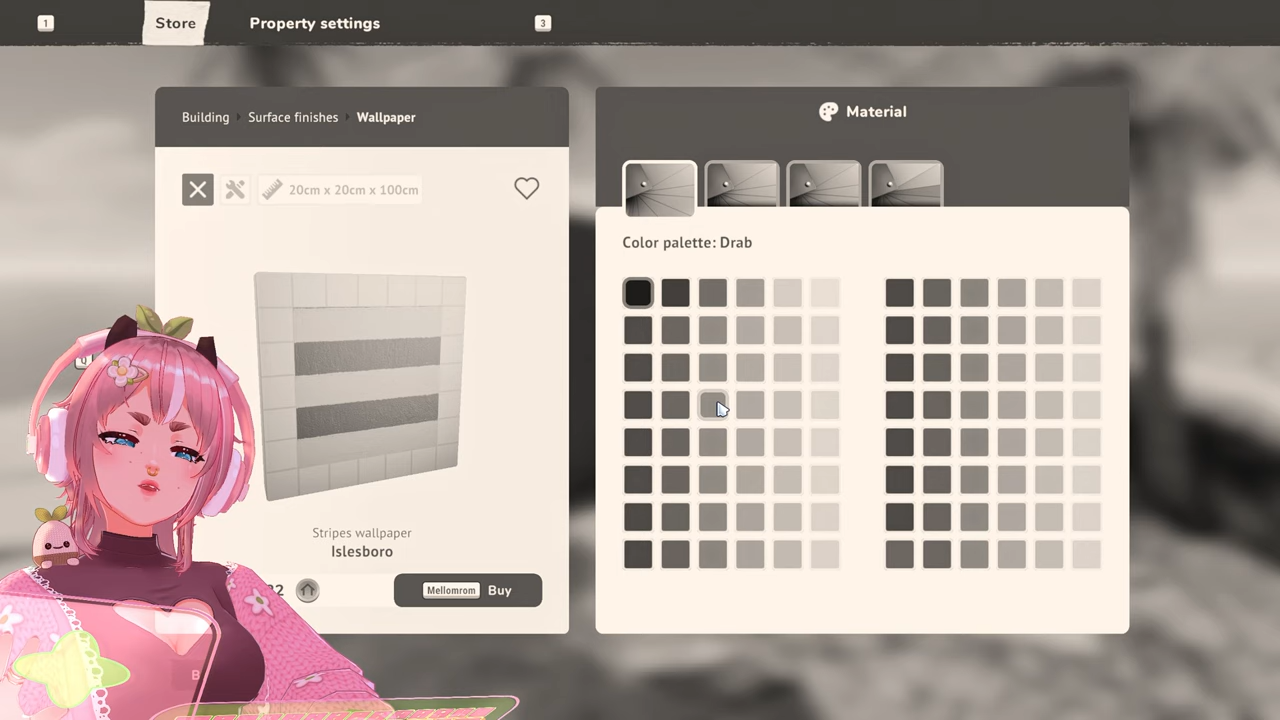 1
Store
Property settings
3
Building
Surface finishes
Wallpaper
20cm x 20cm x 100cm
Material
Color palette: Drab
Stripes wallpaper
Islesboro
Mellomrom
Buy
B